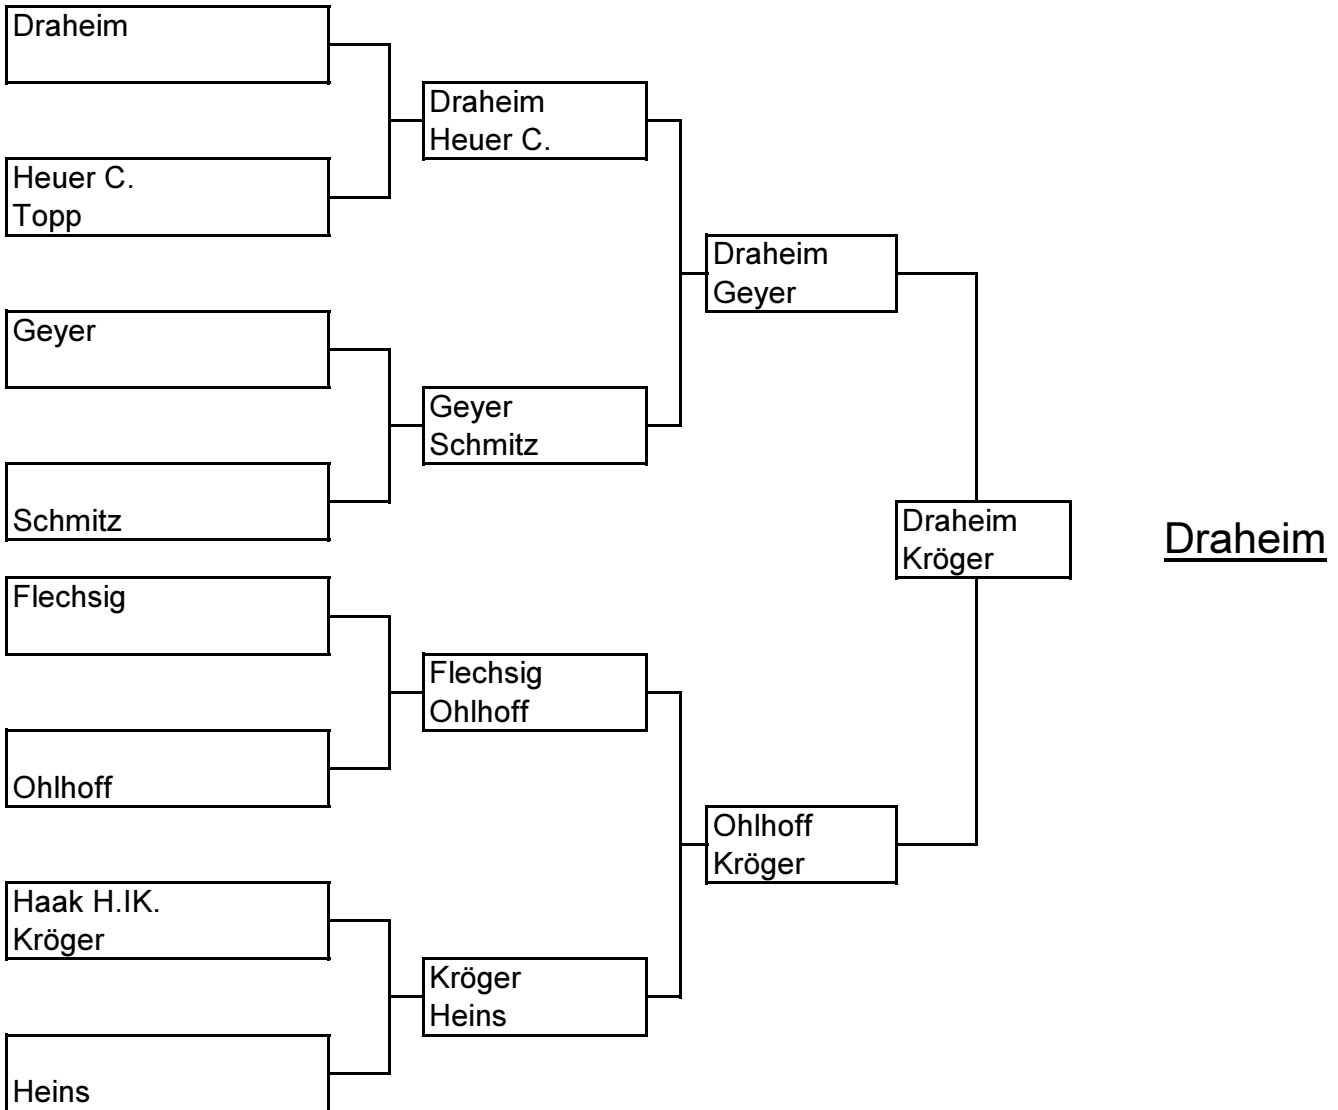 Draheim
Heuer C.
Topp
Geyer
Schmitz
Flechsig
Ohlhoff
Haak H.IK.
Kröger
Heins
Draheim
Heuer C.
Geyer
Schmitz
Flechsig
Ohlhoff
Kröger
Heins
Draheim
Geyer
Ohlhoff
Kröger
Draheim
Kröger
Draheim